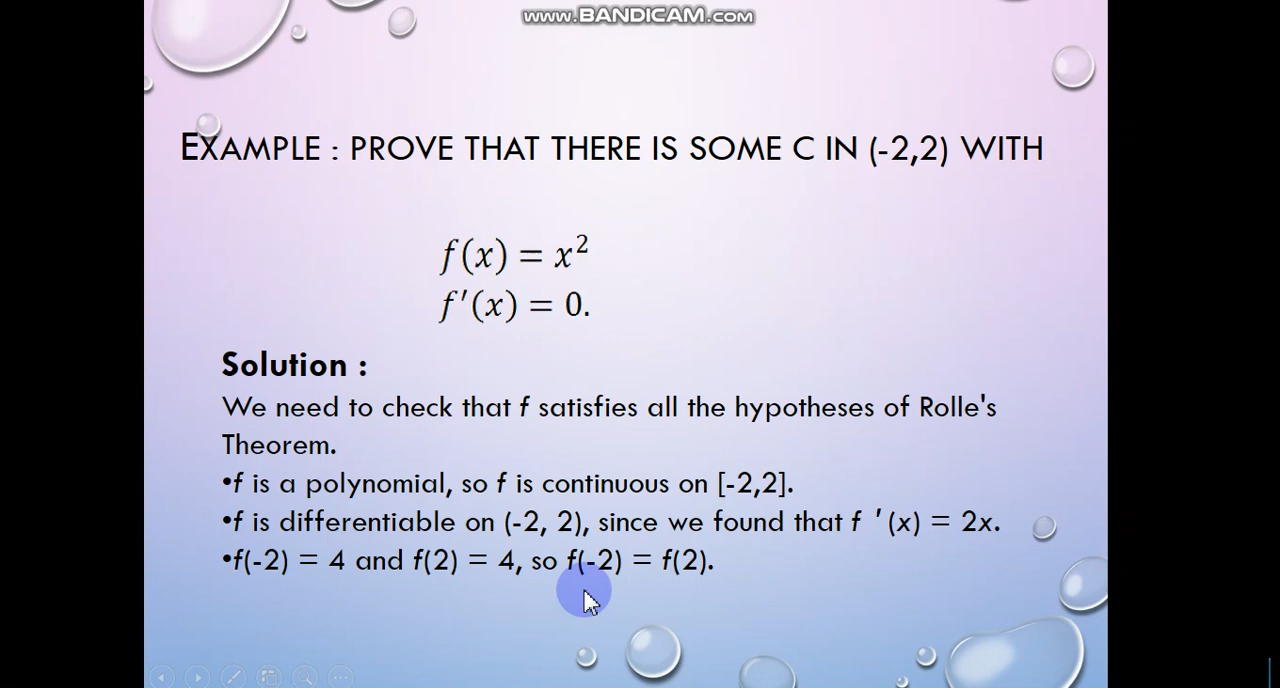 www.BANDICAM.com
EXAMPLE : PROVE THAT THERE IS SOME C IN (-2,2) WITH
f(x) = x²
f′(x) = 0.
Solution :
We need to check that f satisfies all the hypotheses of Rolle's
Theorem.
•f is a polynomial, so f is continuous on [-2,2].
•f is differentiable on (-2, 2), since we found that f ′(x) = 2x.
•f(-2) = 4 and f(2) = 4, so f(-2) = f(2).